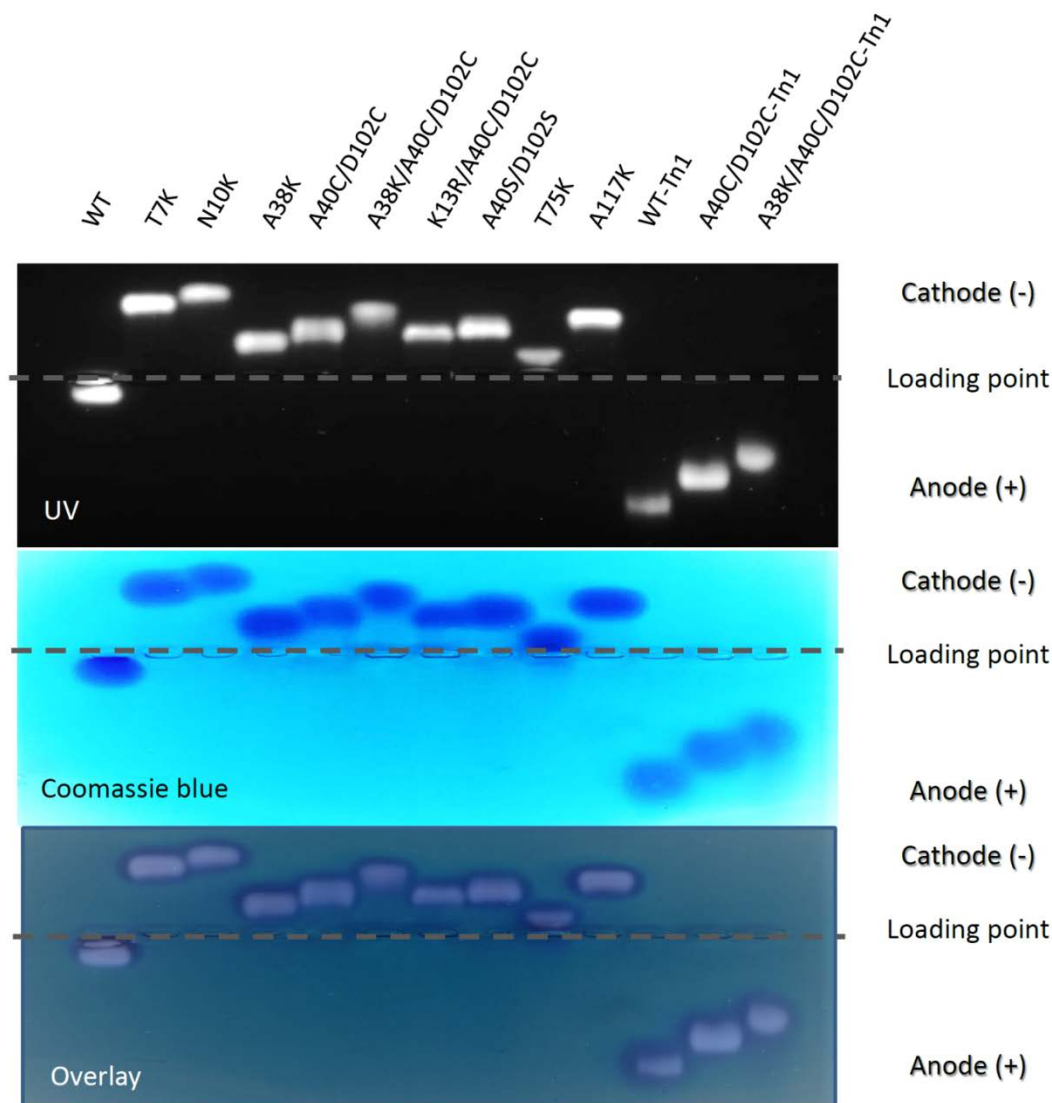 WT
T7K
N10K
A38K
A40C/D102C
A38K/A40C/D102C
K13R/A40C/D102C
A40S/D102S
T75K
A117K
WT-Tn1
A40C/D102C-Tn1
A38K/A40C/D102C-Tn1
Cathode (-)
Loading point
Anode (+)
UV
Cathode (-)
Loading point
Coomassie blue
Anode (+)
Cathode (-)
Loading point
Overlay
Anode (+)